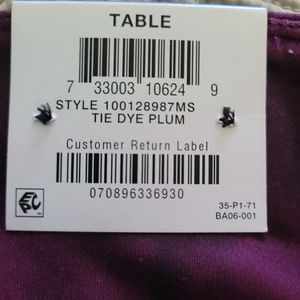 TABLE
7 33003 10624 9
STYLE 100128987MS
TIE DYE PLUM
Customer Return Label
070896336930
EPC
35-P1-71
BA06-001